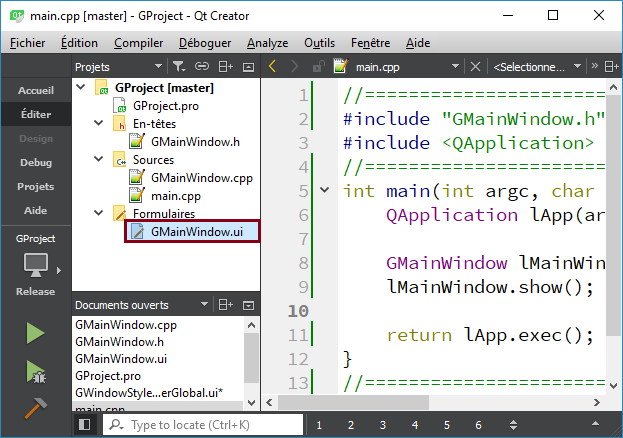 main.cpp [master] - GProject - Qt Creator
Fichier Édition Compiler Déboguer Analyze Outils Fenêtre Aide
Projets main.cpp <Selectionne...
Accueil
Éditer
Design
Debug
Projets
Aide
GProject
Release
GProject [master]
GProject.pro
En-têtes
GMainWindow.h
Sources
GMainWindow.cpp
main.cpp
Formulaires
GMainWindow.ui
Documents ouverts
GMainWindow.cpp
GMainWindow.h
GMainWindow.ui
GProject.pro
GWindowStyle...erGlobal.ui*
main.cpp
1 //=======================
2 #include "GMainWindow.h"
3 #include <QApplication>
4 //=======================
5 int main(int argc, char
6 QApplication lApp(ar
7
8 GMainWindow lMainWin
9 lMainWindow.show();
10
11 return lApp.exec();
12 }
13 //=======================
Type to locate (Ctrl+K) 1 2 3 4 5 6